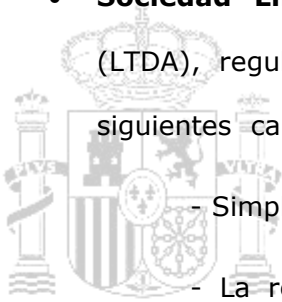 • Sociedad
(LTDA), regu
siguientes ca
- Simp
- La re
PLVS VLTRA